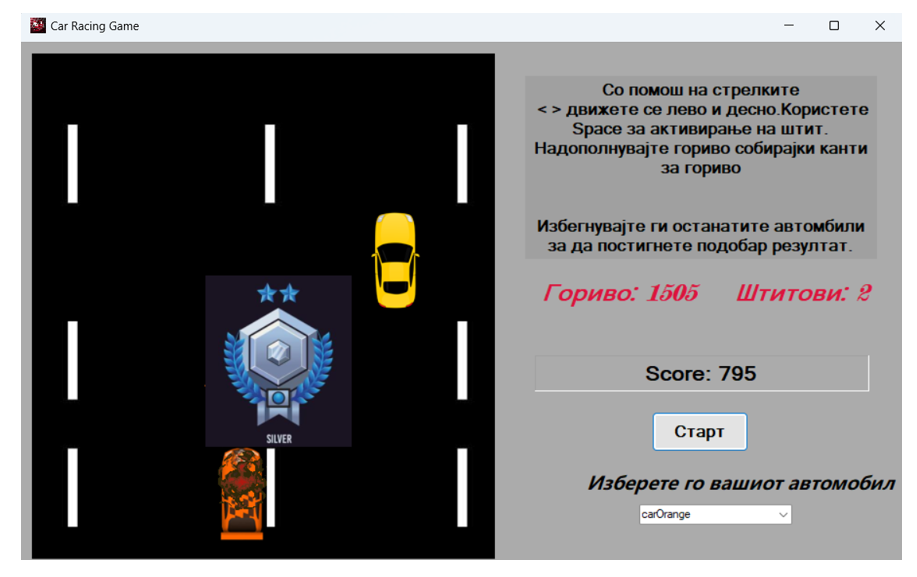 Car Racing Game
Со помош на стрелките
< > движете се лево и десно.Користете
Space за активирање на штит.
Надополнувајте гориво собирајки канти
за гориво
Избегнувајте ги останатите автомбили
за да постигнете подобар резултат.
Гориво: 1505 Штитови: 2
SILVER
Score: 795
Старт
Изберете го вашиот автомобил
carOrange